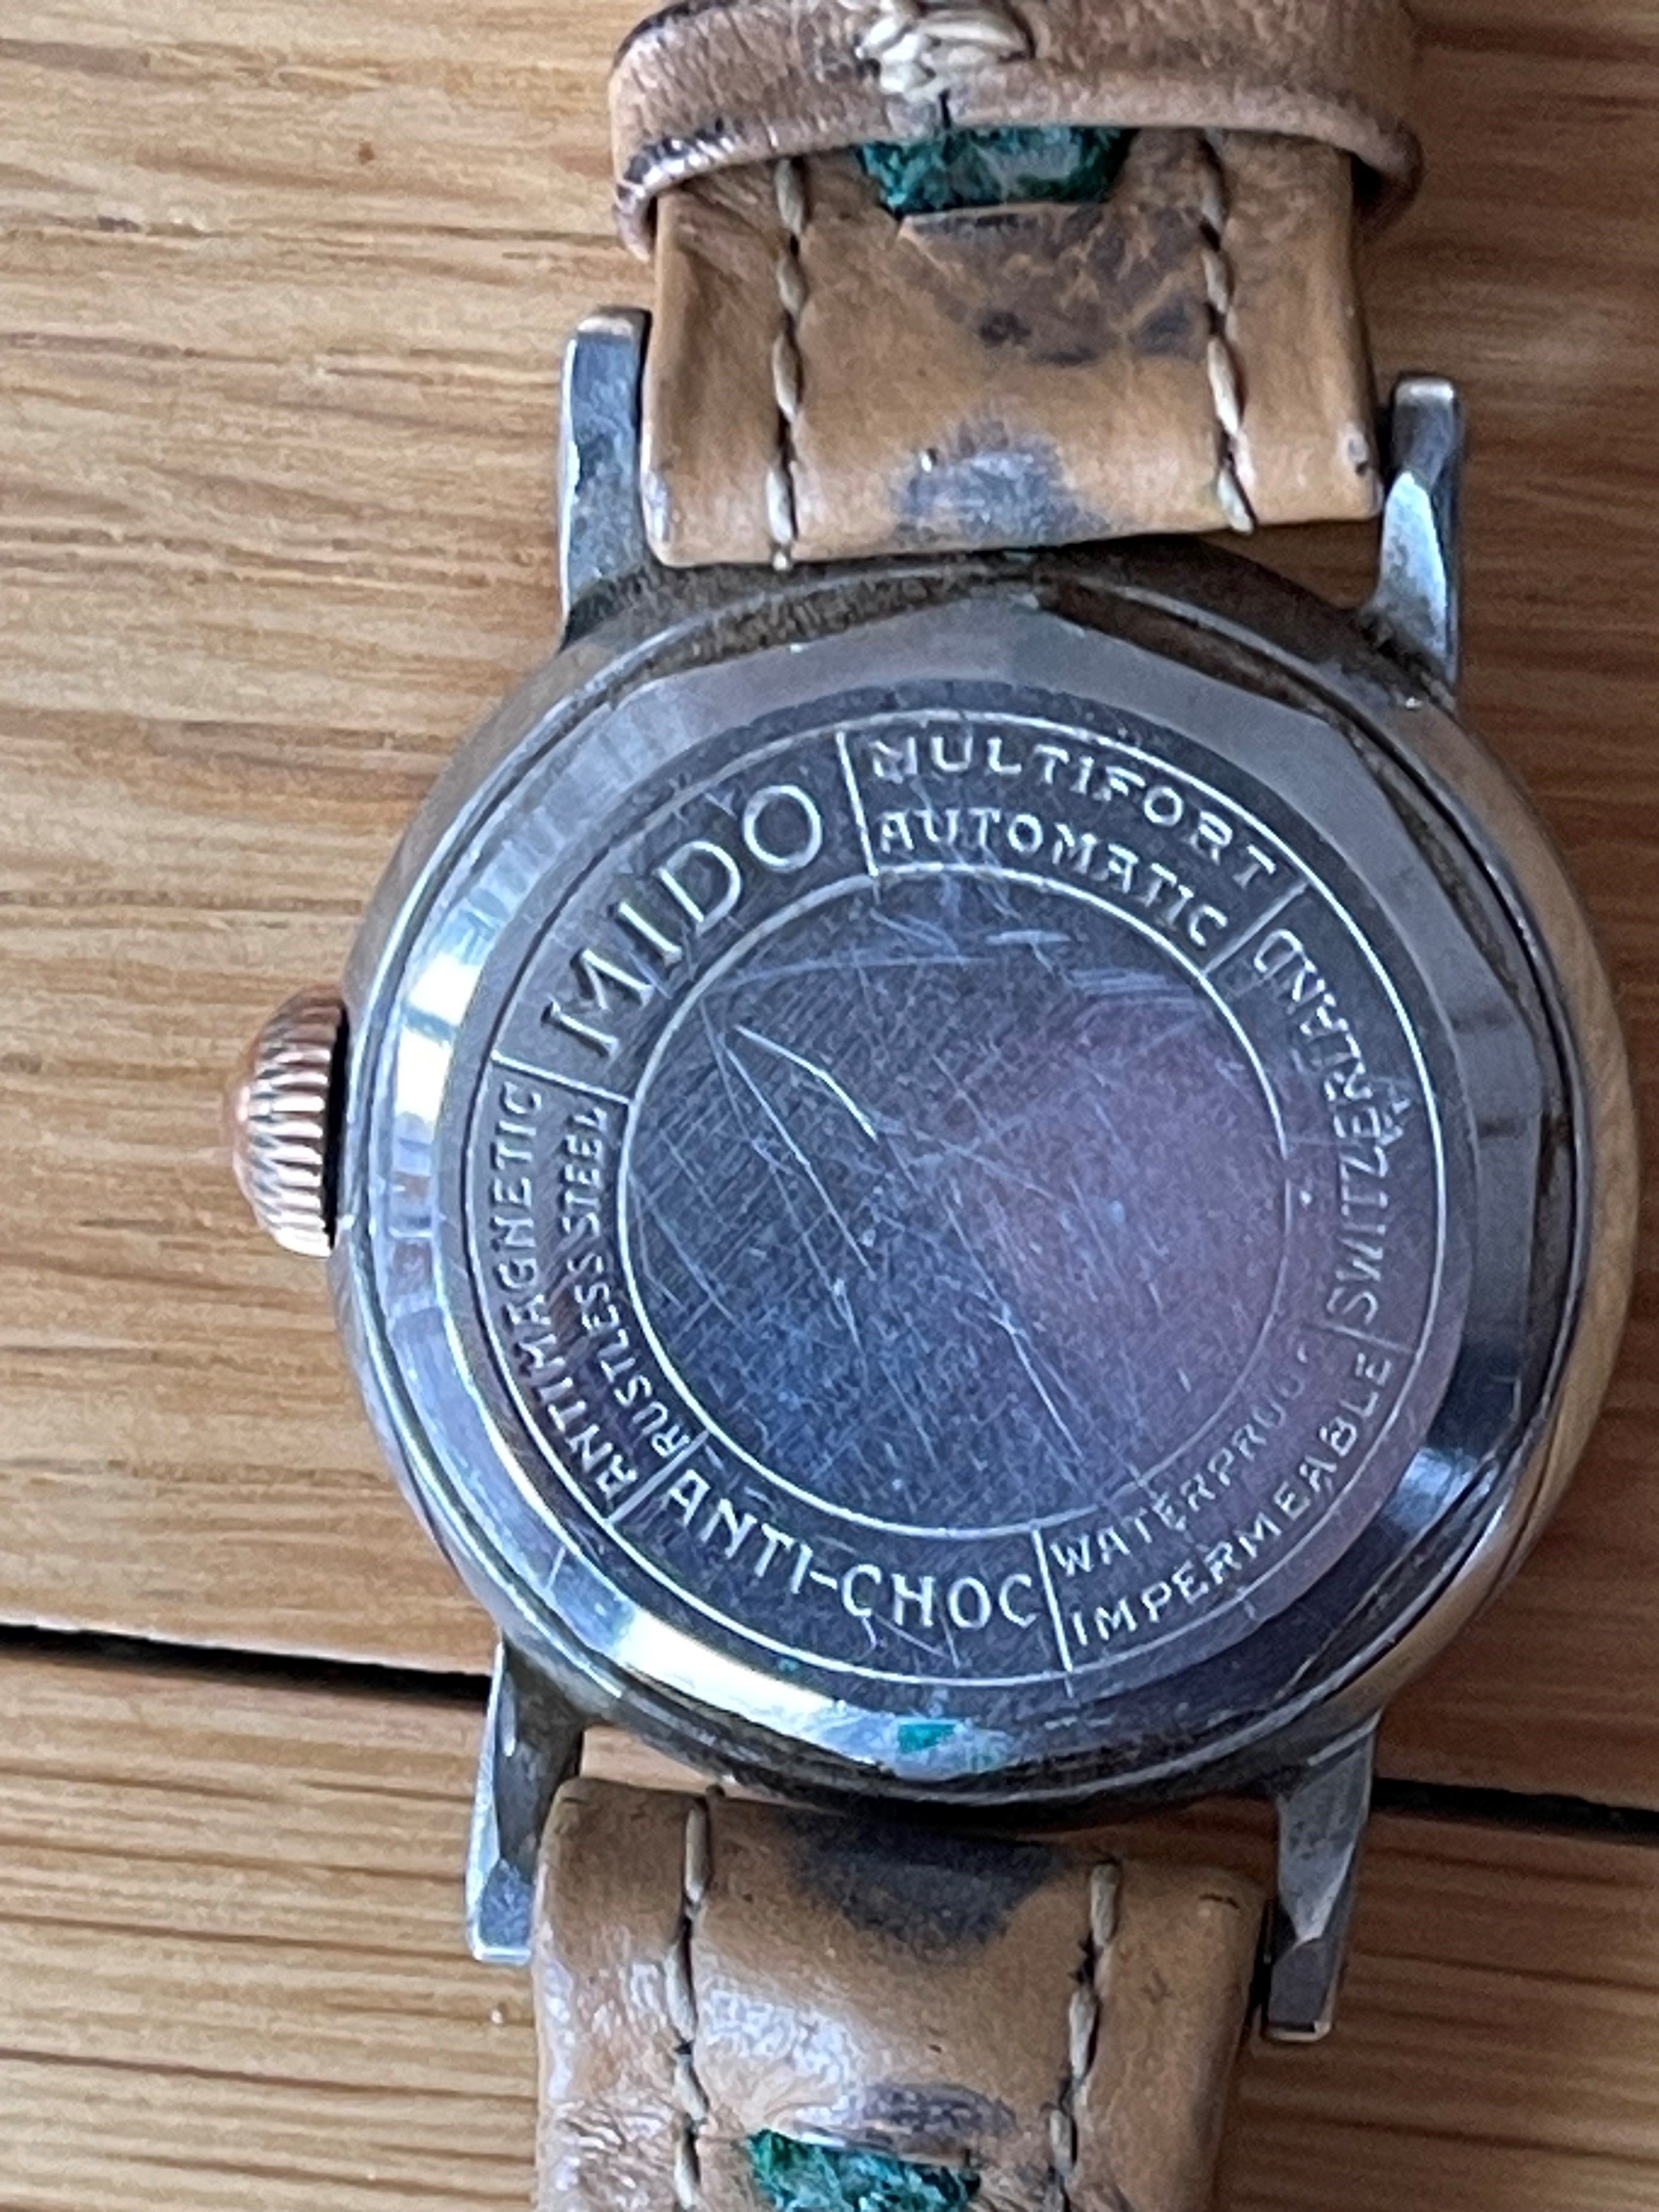 MIDO
MULTIFORT
AUTOMATIC
SWITZERLAND
WATERPROOF
IMPERMEABLE
ANTI-CHOC
ANTIMAGNETIC
RUSTLESS STEEL